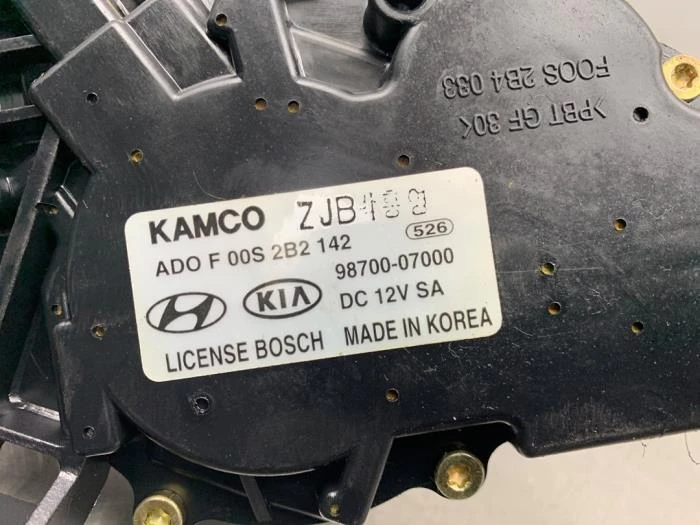 FOOS 2B4 033
>PBT GF 30<
KAMCO
ADO F 00S 2B2 142
526
98700-07000
KIA
DC 12V SA
LICENSE BOSCH MADE IN KOREA